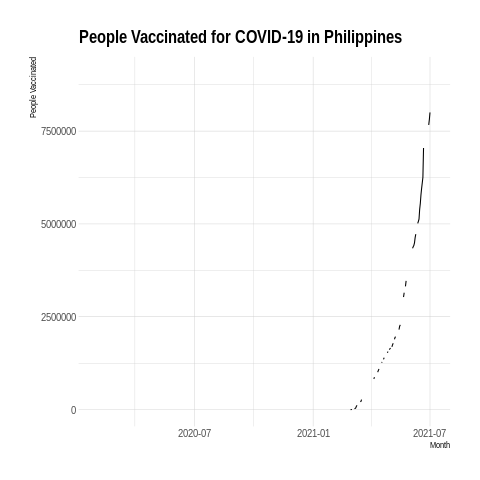 People Vaccinated for COVID-19 in Philippines
People Vaccinated
7500000
5000000
2500000
0
2020-07
2021-01
2021-07
Month